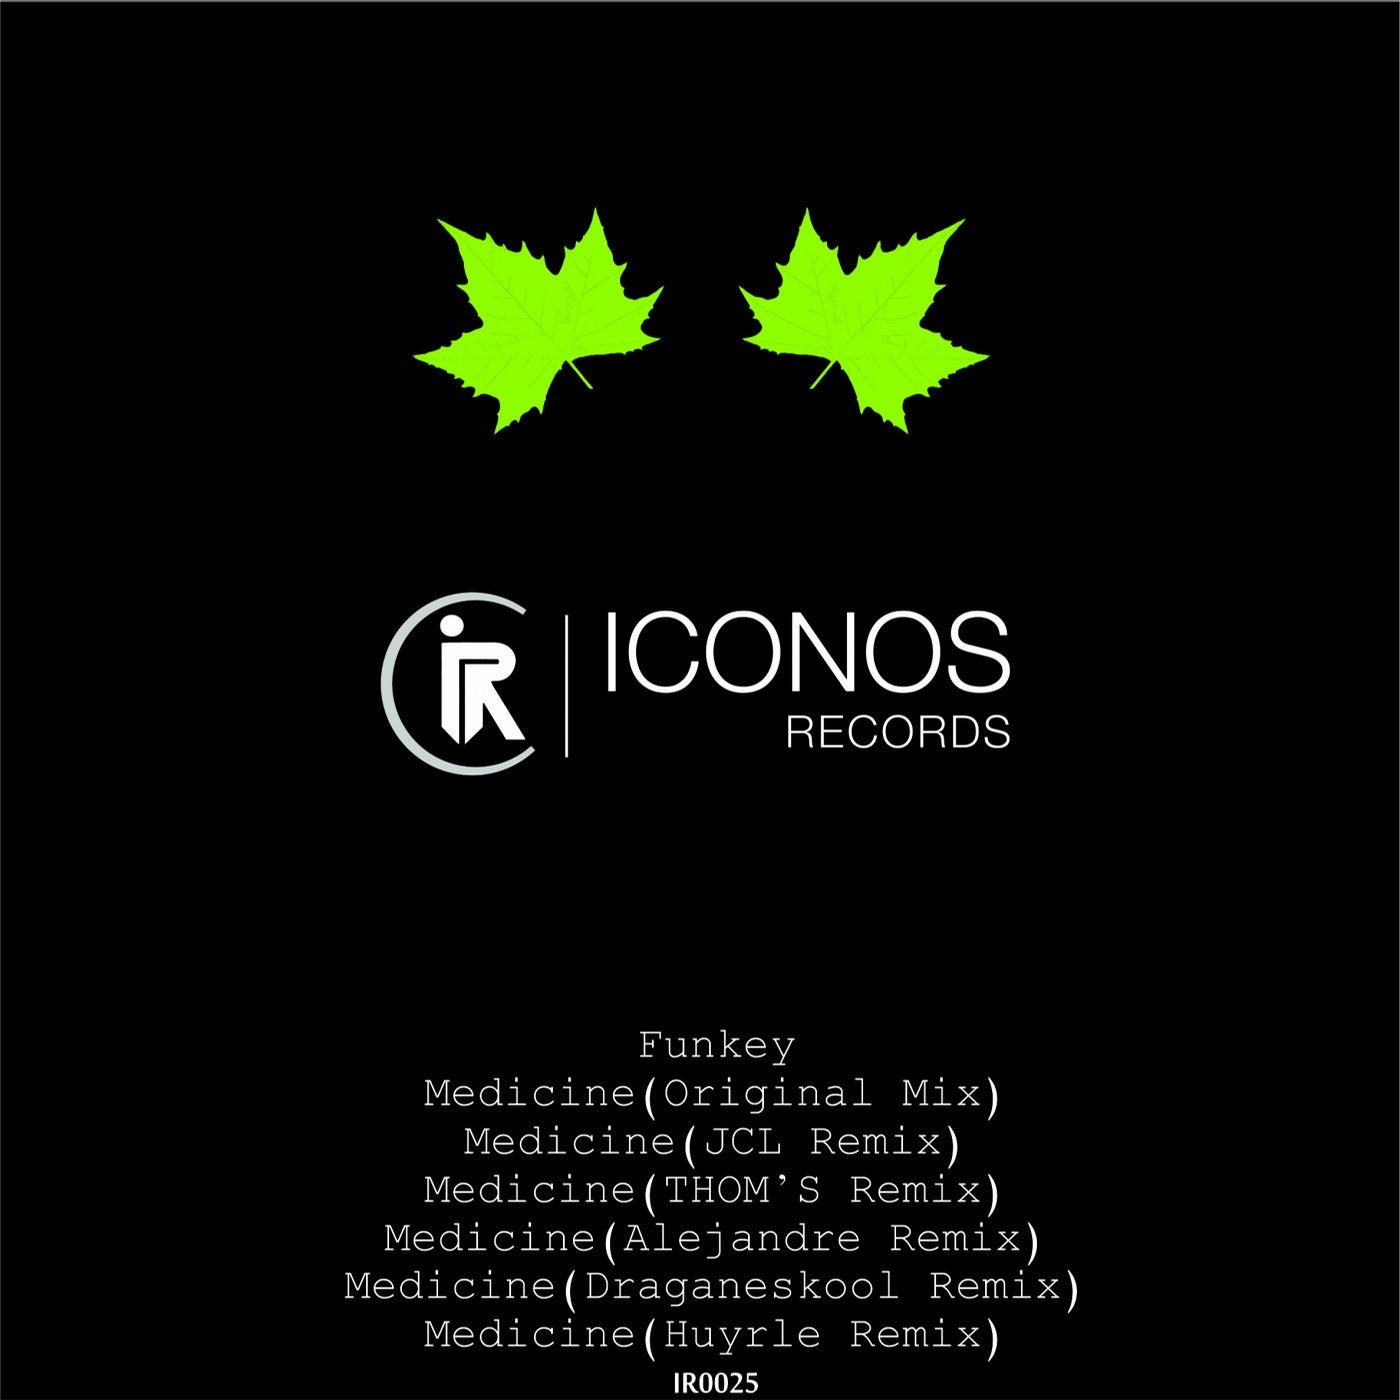 iR
ICONOS
RECORDS
Funkey
Medicine(Original Mix)
Medicine(JCL Remix)
Medicine(THOM'S Remix)
Medicine(Alejandre Remix)
Medicine(Draganeskool Remix)
Medicine(Huyrle Remix)
IR0025